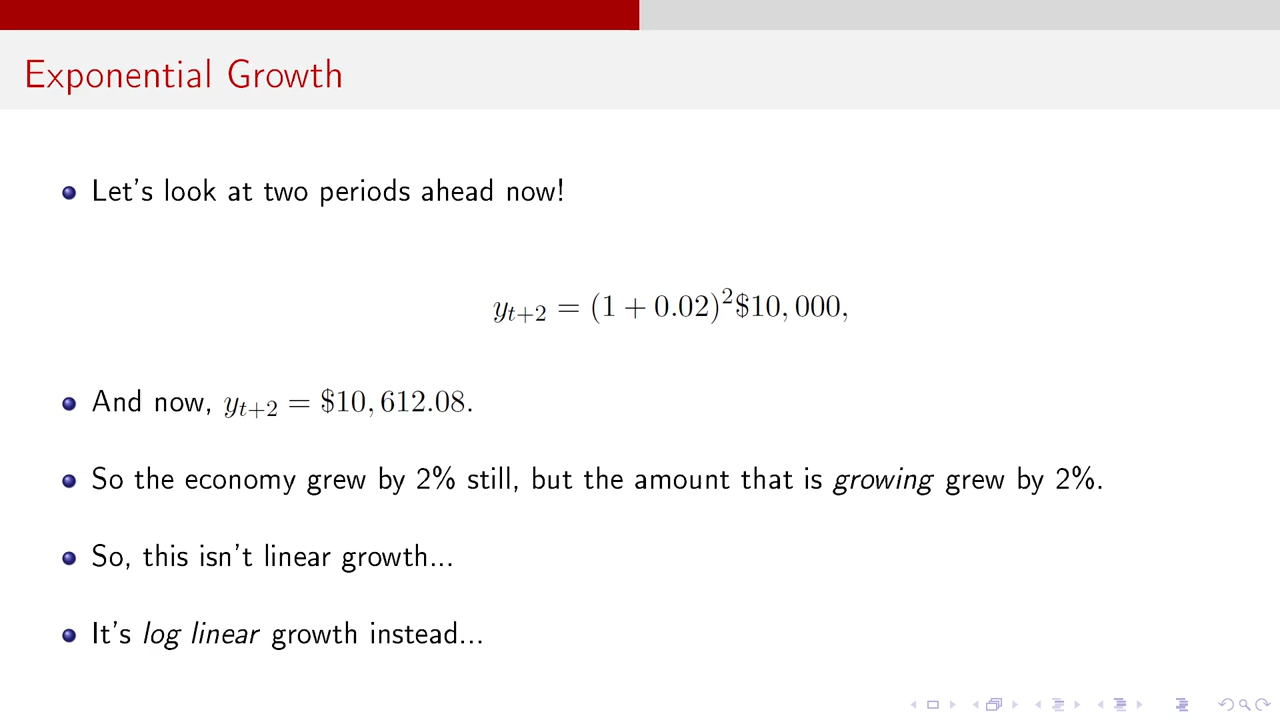 Exponential Growth
Let's look at two periods ahead now!
y_{t+2} = (1 + 0.02)^2$10, 000,
And now, y_{t+2} = $10, 612.08.
So the economy grew by 2% still, but the amount that is growing grew by 2%.
So, this isn't linear growth...
It's log linear growth instead...